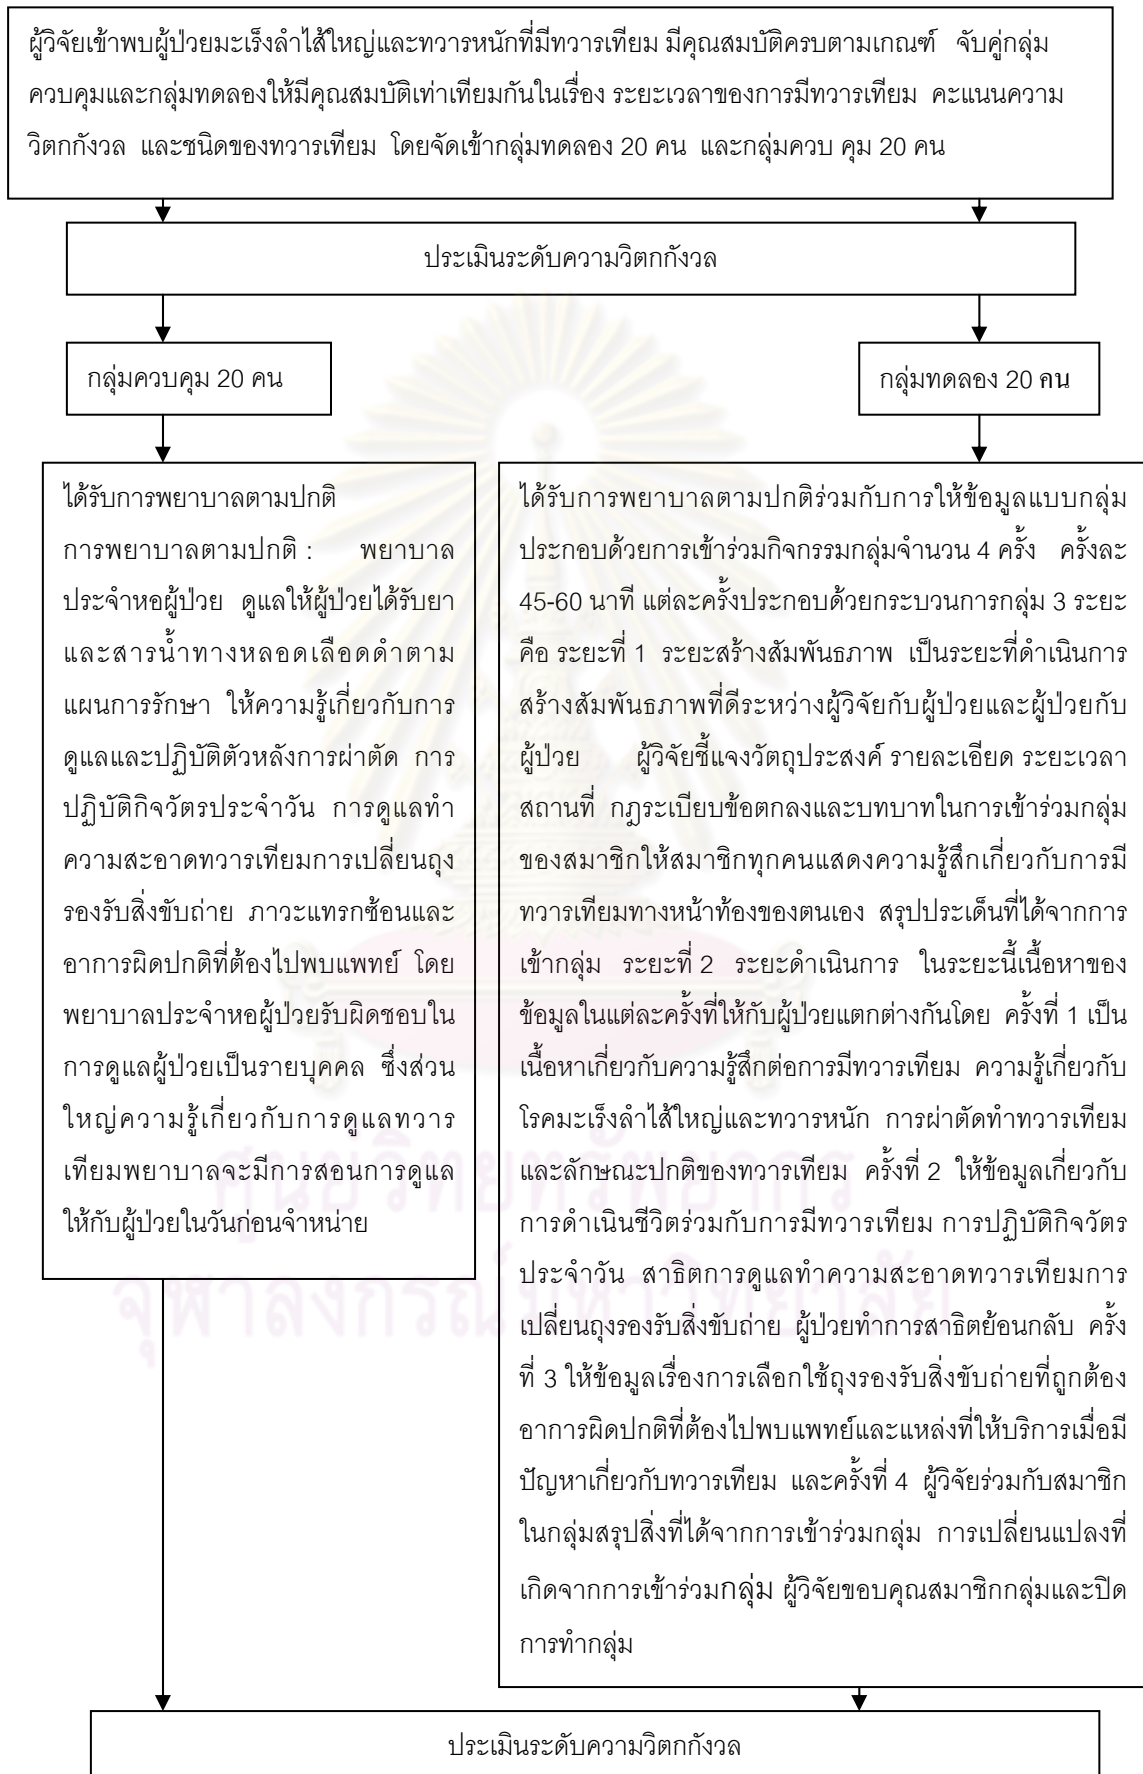 ผู้วิจัยเข้าพบผู้ป่วยมะเร็งลำไส้ใหญ่และทวารหนักที่มีทวารเทียม มีคุณสมบัติครบตามเกณฑ์ จับคู่กลุ่ม
ควบคุมและกลุ่มทดลองให้มีคุณสมบัติเท่าเทียมกันในเรื่อง ระยะเวลาของการมีทวารเทียม คะแนนความ
วิตกกังวล และชนิดของทวารเทียม โดยจัดเข้ากลุ่มทดลอง 20 คน และกลุ่มควบ คุม 20 คน
ประเมินระดับความวิตกกังวล
กลุ่มควบคุม 20 คน
กลุ่มทดลอง 20 คน
ได้รับการพยาบาลตามปกติ
การพยาบาลตามปกติ : พยาบาล
ประจำหอผู้ป่วย ดูแลให้ผู้ป่วยได้รับยา
และสารน้ำทางหลอดเลือดดำตาม
แผนการรักษา ให้ความรู้เกี่ยวกับการ
ดูแลและปฏิบัติตัวหลังการผ่าตัด การ
ปฏิบัติกิจวัตรประจำวัน การดูแลทำ
ความสะอาดทวารเทียมการเปลี่ยนถุง
รองรับสิ่งขับถ่าย ภาวะแทรกซ้อนและ
อาการผิดปกติที่ต้องไปพบแพทย์ โดย
พยาบาลประจำหอผู้ป่วยรับผิดชอบใน
การดูแลผู้ป่วยเป็นรายบุคคล ซึ่งส่วน
ใหญ่ความรู้เกี่ยวกับการดูแลทวาร
เทียมพยาบาลจะมีการสอนการดูแล
ให้กับผู้ป่วยในวันก่อนจำหน่าย
ได้รับการพยาบาลตามปกติร่วมกับการให้ข้อมูลแบบกลุ่ม
ประกอบด้วยการเข้าร่วมกิจกรรมกลุ่มจำนวน 4 ครั้ง ครั้งละ
45-60 นาที แต่ละครั้งประกอบด้วยกระบวนการกลุ่ม 3 ระยะ
คือ ระยะที่ 1 ระยะสร้างสัมพันธภาพ เป็นระยะที่ดำเนินการ
สร้างสัมพันธภาพที่ดีระหว่างผู้วิจัยกับผู้ป่วยและผู้ป่วยกับ
ผู้ป่วย ผู้วิจัยชี้แจงวัตถุประสงค์ รายละเอียด ระยะเวลา
สถานที่ กฎระเบียบข้อตกลงและบทบาทในการเข้าร่วมกลุ่ม
ของสมาชิกให้สมาชิกทุกคนแสดงความรู้สึกเกี่ยวกับการมี
ทวารเทียมทางหน้าท้องของตนเอง สรุปประเด็นที่ได้จากการ
เข้ากลุ่ม ระยะที่ 2 ระยะดำเนินการ ในระยะนี้เนื้อหาของ
ข้อมูลในแต่ละครั้งที่ให้กับผู้ป่วยแตกต่างกันโดย ครั้งที่ 1 เป็น
เนื้อหาเกี่ยวกับความรู้สึกต่อการมีทวารเทียม ความรู้เกี่ยวกับ
โรคมะเร็งลำไส้ใหญ่และทวารหนัก การผ่าตัดทำทวารเทียม
และลักษณะปกติของทวารเทียม ครั้งที่ 2 ให้ข้อมูลเกี่ยวกับ
การดำเนินชีวิตร่วมกับการมีทวารเทียม การปฏิบัติกิจวัตร
ประจำวัน สาธิตการดูแลทำความสะอาดทวารเทียมการ
เปลี่ยนถุงรองรับสิ่งขับถ่าย ผู้ป่วยทำการสาธิตย้อนกลับ ครั้ง
ที่ 3 ให้ข้อมูลเรื่องการเลือกใช้ถุงรองรับสิ่งขับถ่ายที่ถูกต้อง
อาการผิดปกติที่ต้องไปพบแพทย์และแหล่งที่ให้บริการเมื่อมี
ปัญหาเกี่ยวกับทวารเทียม และครั้งที่ 4 ผู้วิจัยร่วมกับสมาชิก
ในกลุ่มสรุปสิ่งที่ได้จากการเข้าร่วมกลุ่ม การเปลี่ยนแปลงที่
เกิดจากการเข้าร่วมกลุ่ม ผู้วิจัยขอบคุณสมาชิกกลุ่มและปิด
การทำกลุ่ม
ศูนย์วิทยทรัพยากร
จุฬาลงกรณ์มหาวิทยาลัย
ประเมินระดับความวิตกกังวล